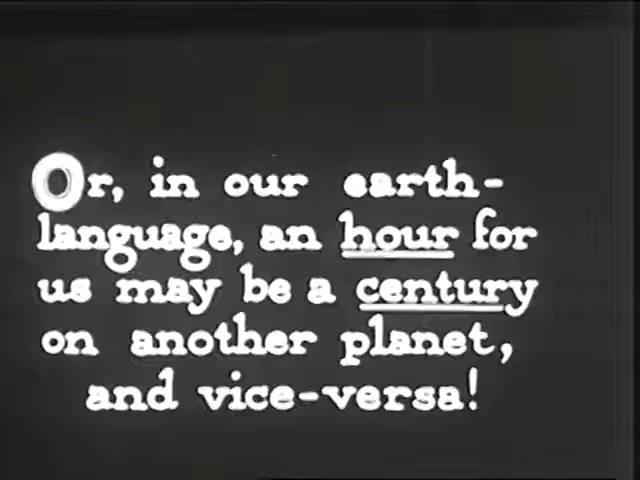 Or, in our earth-
language, an hour for
us may be a century
on another planet,
and vice-versa!